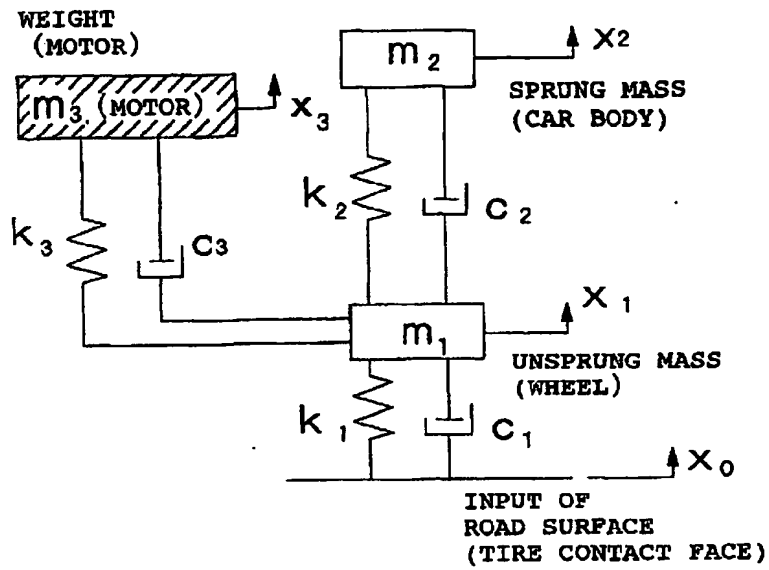 WEIGHT
(MOTOR)
m3 (MOTOR)
x3
m2
x2
SPRUNG MASS
(CAR BODY)
k3
c3
k2
c2
m1
x1
UNSPRUNG MASS
(WHEEL)
k1
c1
x0
INPUT OF
ROAD SURFACE
(TIRE CONTACT FACE)